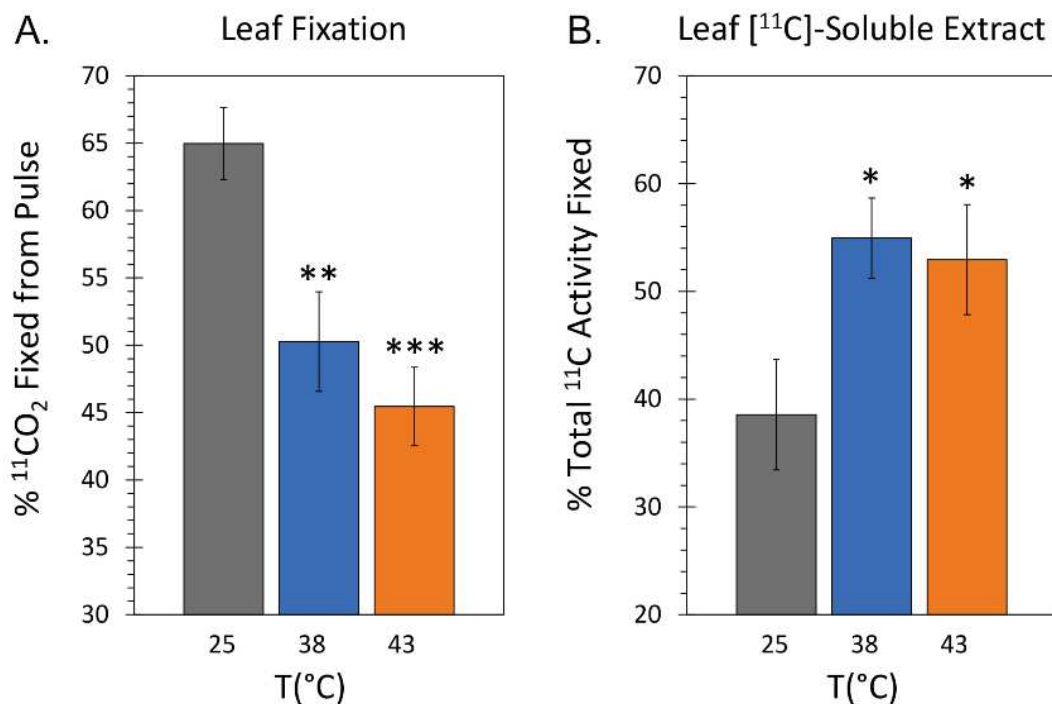 A. Leaf Fixation
70
65
60
55
50
45
40
35
30
% ¹¹CO₂ Fixed from Pulse
**
***
25 38 43
T(°C)
B. Leaf [¹¹C]-Soluble Extract
70
60
50
40
30
20
% Total ¹¹C Activity Fixed
*
*
25 38 43
T(°C)